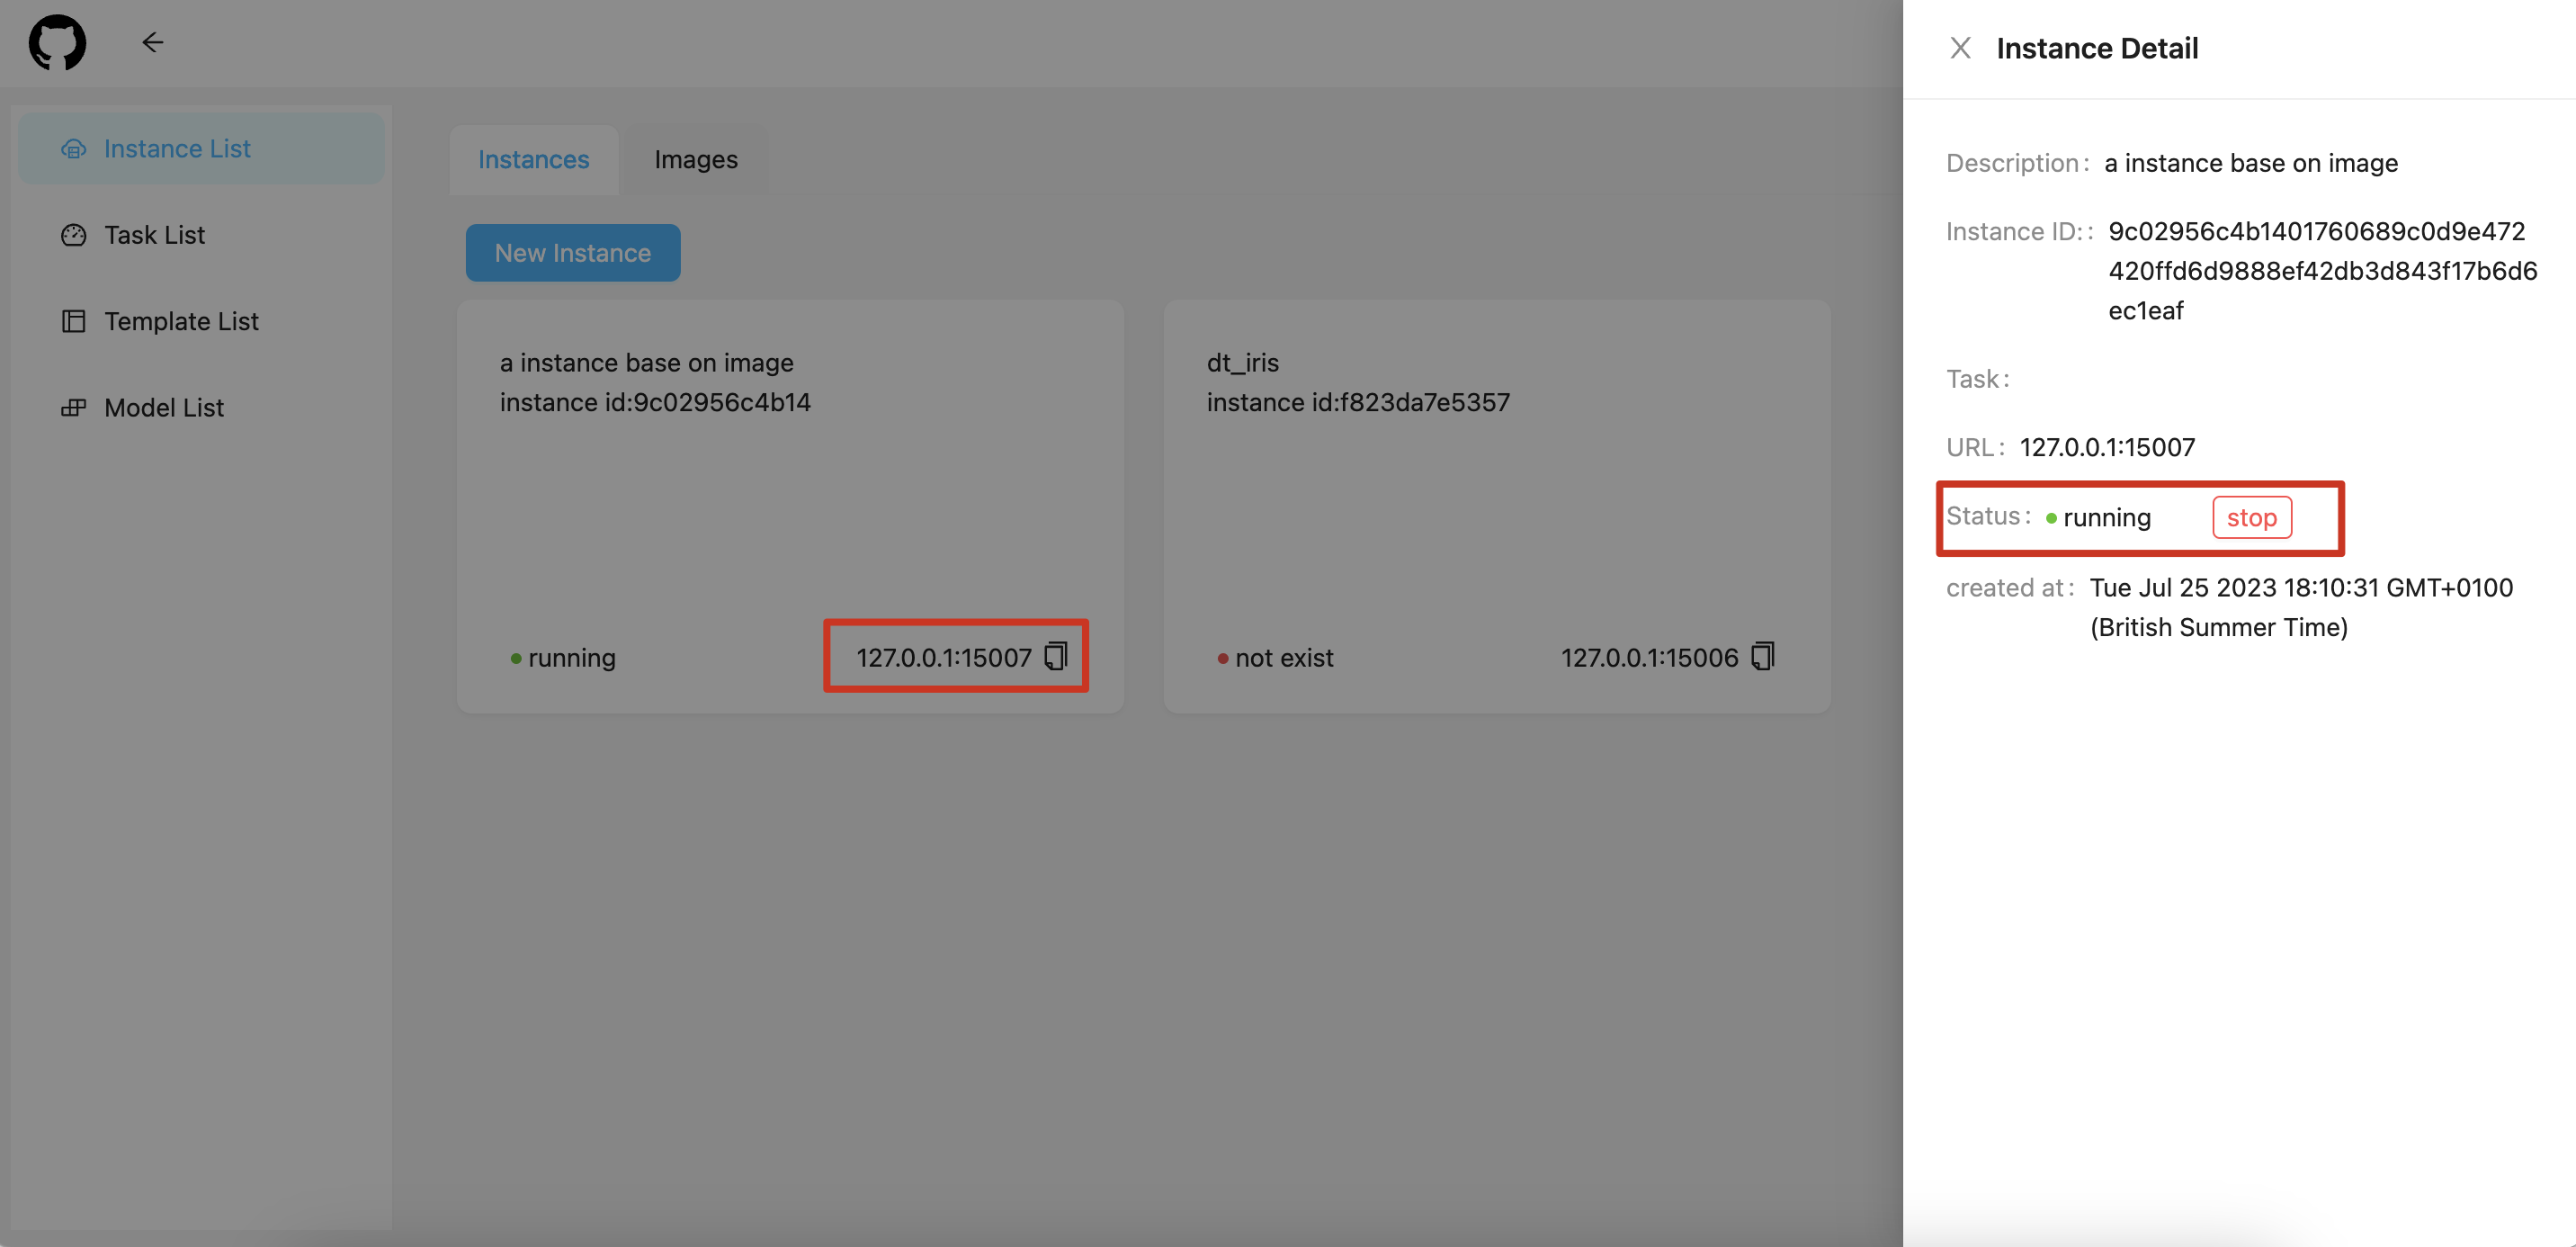 Instance List
Task List
Template List
Model List
Instances
Images
New Instance
a instance base on image
instance id:9c02956c4b14
running
127.0.0.1:15007
dt_iris
instance id:f823da7e5357
not exist
127.0.0.1:15006
Instance Detail
Description: a instance base on image
Instance ID:: 9c02956c4b1401760689c0d9e472
420ffd6d9888ef42db3d843f17b6d6
ec1eaf
Task:
URL: 127.0.0.1:15007
Status: running stop
created at: Tue Jul 25 2023 18:10:31 GMT+0100
(British Summer Time)